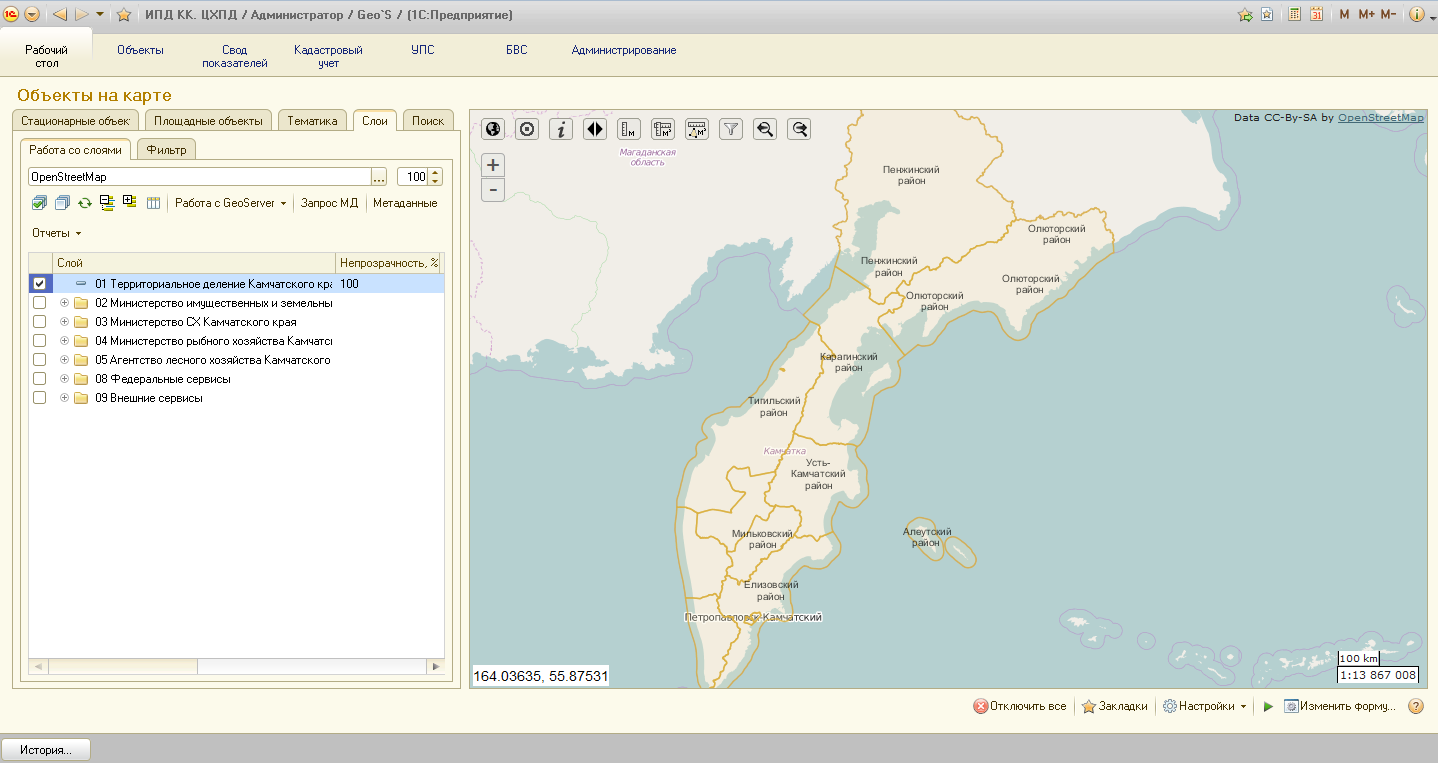 ИПД КК. ЦХПД / Администратор / Geo`S / (1С:Предприятие)
M M+ M-
Рабочий
стол
Объекты
Свод
показателей
Кадастровый
учет
УПС
БВС
Администрирование
Объекты на карте
Стационарные объек
Площадные объекты
Тематика
Слои
Поиск
Работа со слоями
Фильтр
OpenStreetMap
...
100
Работа с GeoServer
Запрос МД
Метаданные
Отчеты
Слой
Непрозрачность, %
01 Территориальное деление Камчатского кра
100
02 Министерство имущественных и земельны
03 Министерство СХ Камчатского края
04 Министерство рыбного хозяйства Камчатс
05 Агентство лесного хозяйства Камчатского
08 Федеральные сервисы
09 Внешние сервисы
Data CC-By-SA by OpenStreetMap
+
-
Магаданская
область
Пенжинский
район
Олюторский
район
Пенжинский
район
Олюторский
район
Олюторский
район
Карагинский
район
Тигильский
район
Камчатка
Усть-
Камчатский
район
Мильковский
район
Алеутский
район
Елизовский
район
Петропавловск-Камчатский
164.03635, 55.87531
100 km
1:13 867 008
Отключить все
Закладки
Настройки
Изменить форму...
История...